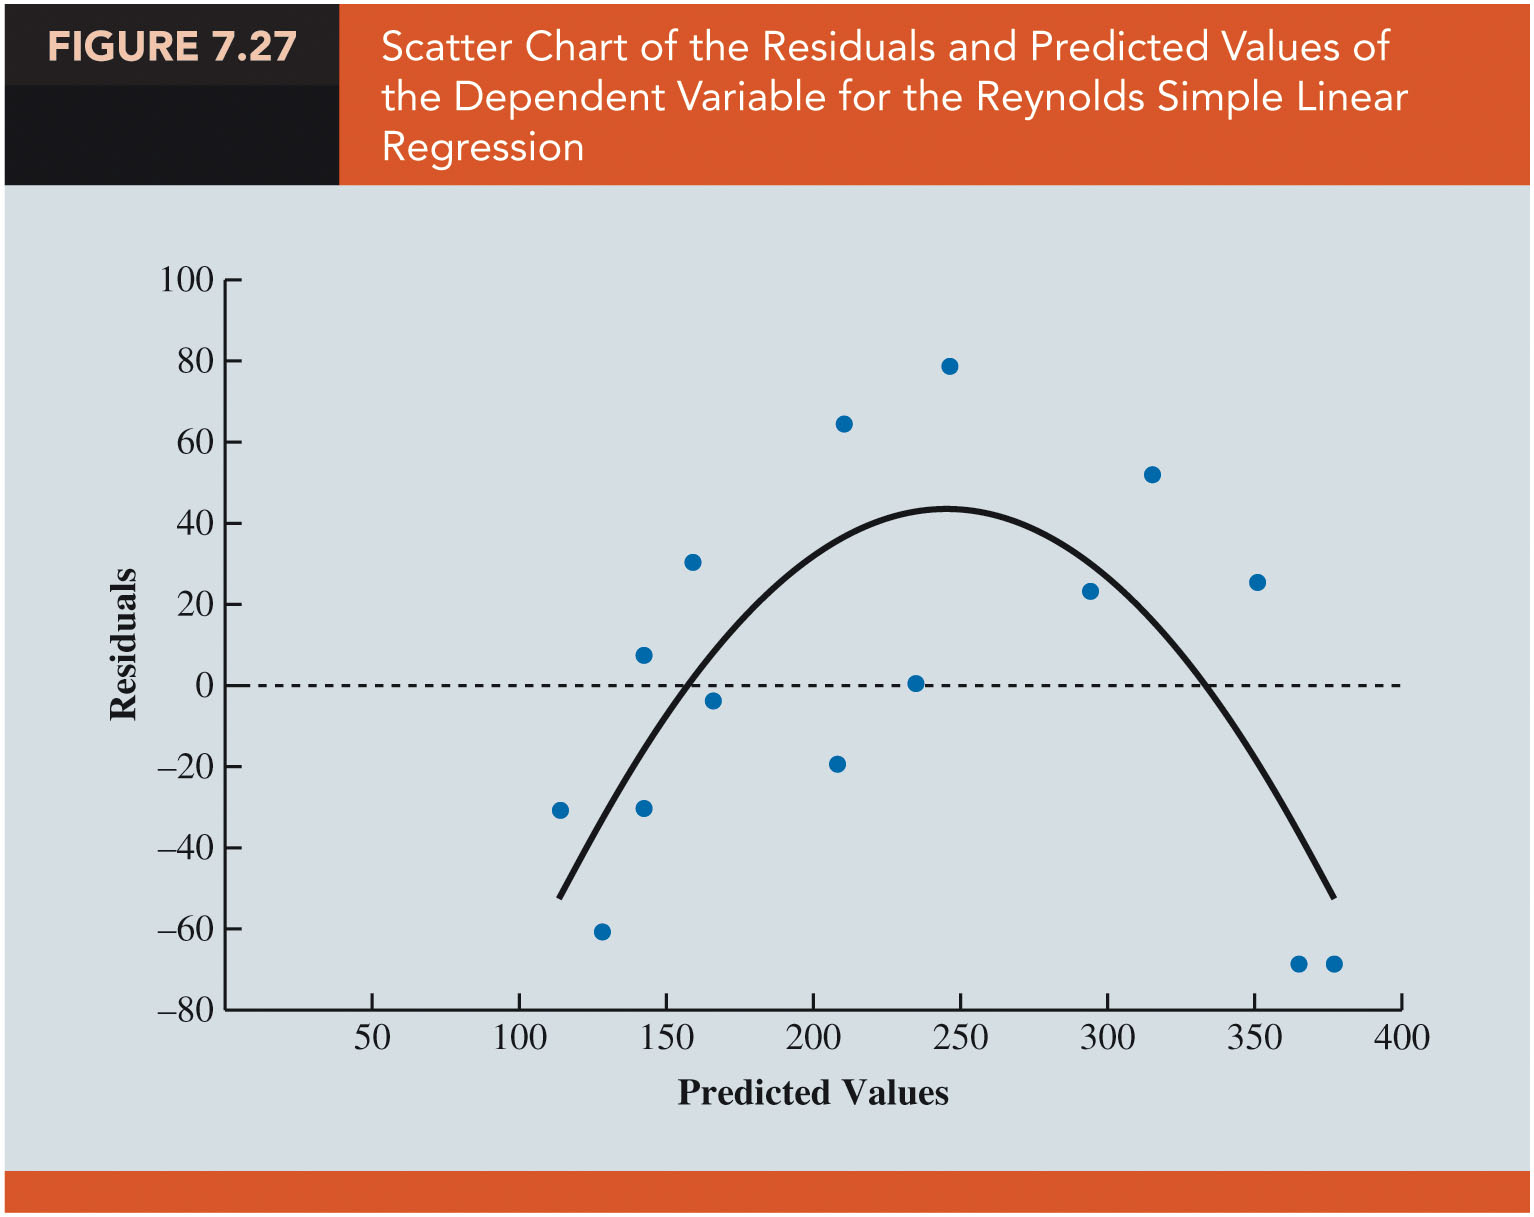 FIGURE 7.27
Scatter Chart of the Residuals and Predicted Values of
the Dependent Variable for the Reynolds Simple Linear
Regression
100
80
60
40
20
0
–20
–40
–60
–80
Residuals
50 100 150 200 250 300 350 400
Predicted Values